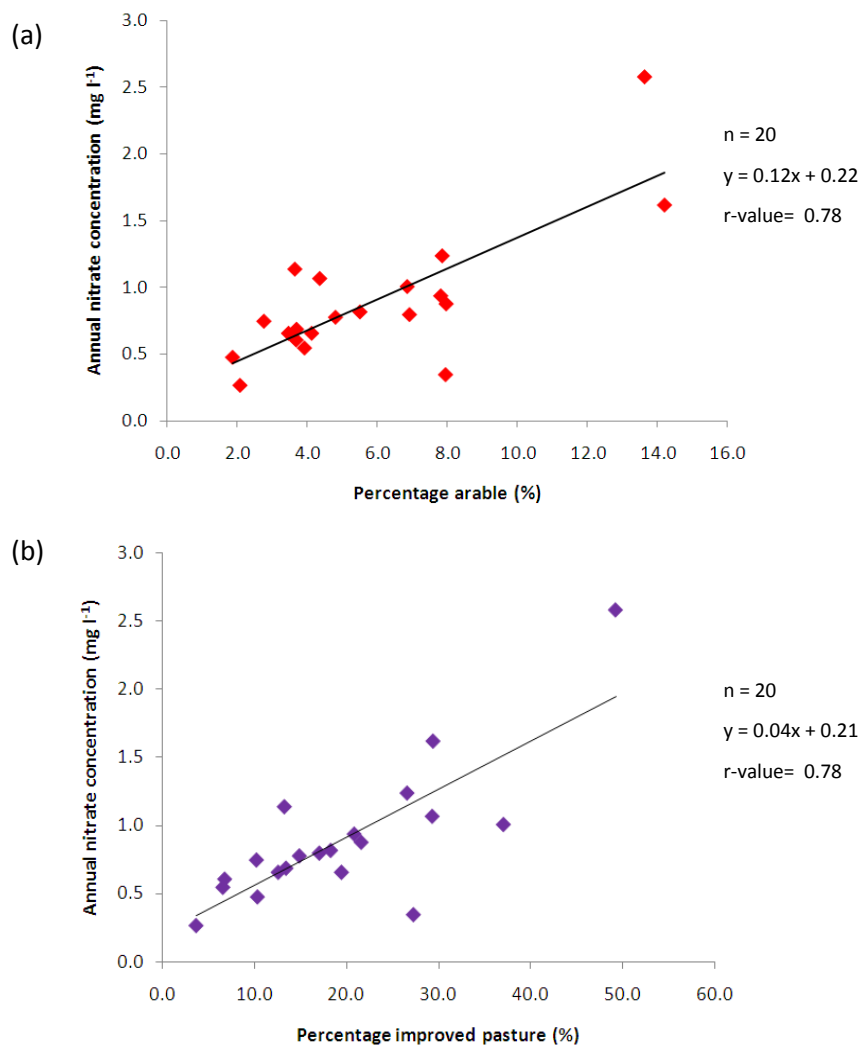 (a)
Annual nitrate concentration (mg l-1)
3.0
2.5
2.0
1.5
1.0
0.5
0.0
0.0 2.0 4.0 6.0 8.0 10.0 12.0 14.0 16.0
Percentage arable (%)
n = 20
y = 0.12x + 0.22
r-value= 0.78
(b)
Annual nitrate concentration (mg l-1)
3.0
2.5
2.0
1.5
1.0
0.5
0.0
0.0 10.0 20.0 30.0 40.0 50.0 60.0
Percentage improved pasture (%)
n = 20
y = 0.04x + 0.21
r-value= 0.78